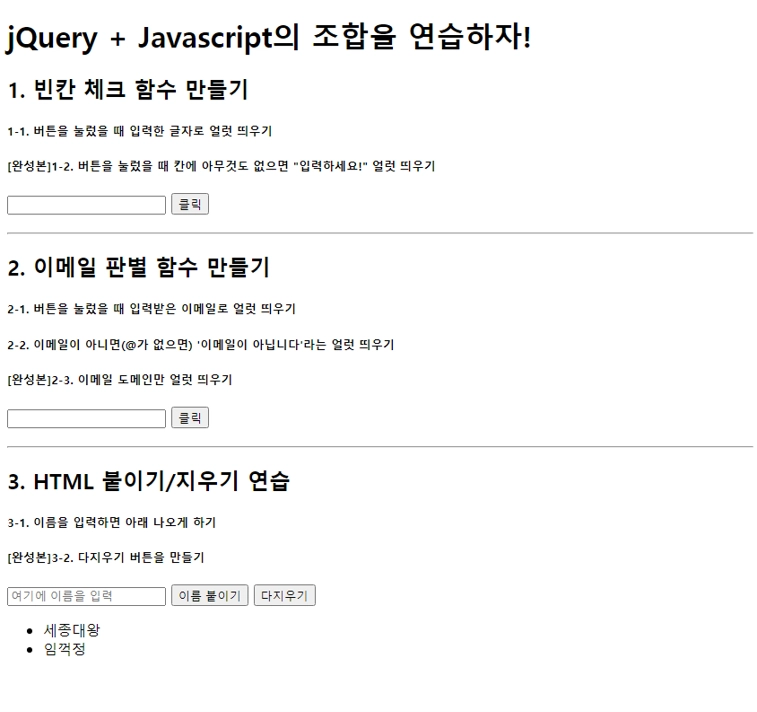 jQuery + Javascript의 조합을 연습하자!
1. 빈칸 체크 함수 만들기
1-1. 버튼을 눌렀을 때 입력한 글자로 얼럿 띄우기
[완성본]1-2. 버튼을 눌렀을 때 칸에 아무것도 없으면 "입력하세요!" 얼럿 띄우기
클릭
2. 이메일 판별 함수 만들기
2-1. 버튼을 눌렀을 때 입력받은 이메일로 얼럿 띄우기
2-2. 이메일이 아니면(@가 없으면) '이메일이 아닙니다'라는 얼럿 띄우기
[완성본]2-3. 이메일 도메인만 얼럿 띄우기
클릭
3. HTML 붙이기/지우기 연습
3-1. 이름을 입력하면 아래 나오게 하기
[완성본]3-2. 다지우기 버튼을 만들기
여기에 이름을 입력 이름 붙이기 다지우기
세종대왕
임꺽정